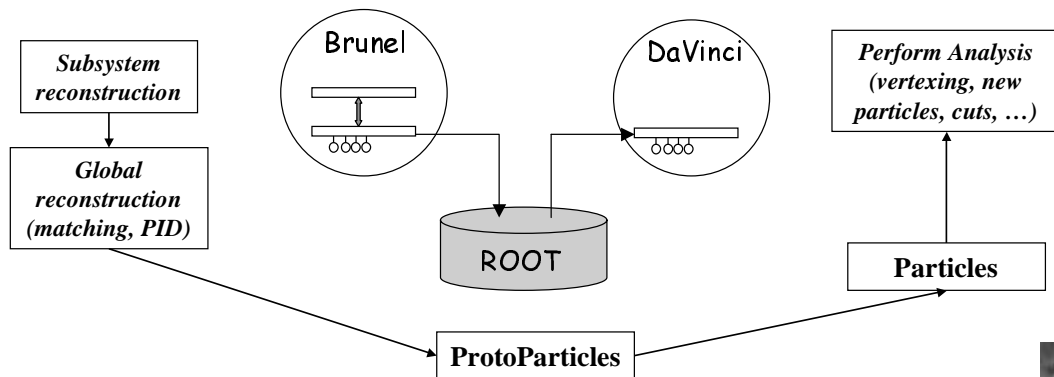 Subsystem
reconstruction
Global
reconstruction
(matching, PID)
Brunel
DaVinci
ROOT
ProtoParticles
Particles
Perform Analysis
(vertexing, new
particles, cuts, …)